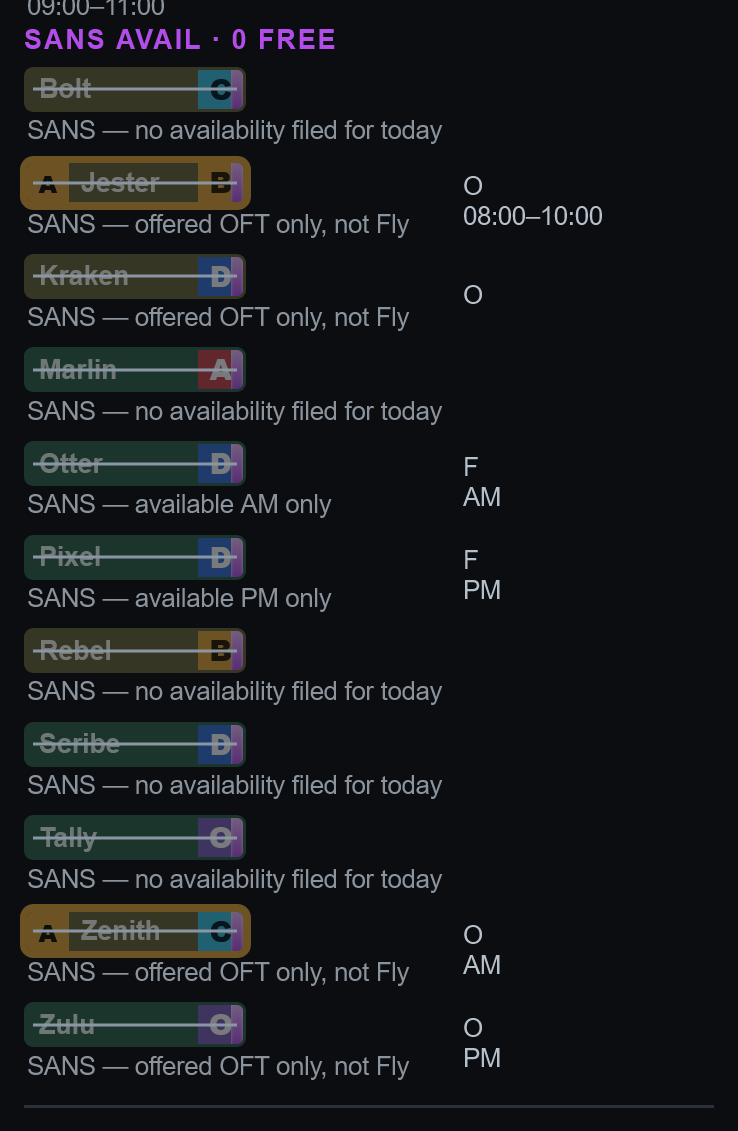 09:00–11:00
SANS AVAIL · 0 FREE
Bolt C
SANS — no availability filed for today
A Jester B
SANS — offered OFT only, not Fly
O
08:00–10:00
Kraken D
SANS — offered OFT only, not Fly
O
Marlin A
SANS — no availability filed for today
Otter D
SANS — available AM only
F
AM
Pixel D
SANS — available PM only
F
PM
Rebel B
SANS — no availability filed for today
Scribe D
SANS — no availability filed for today
Tally O
SANS — no availability filed for today
A Zenith C
SANS — offered OFT only, not Fly
O
AM
Zulu O
SANS — offered OFT only, not Fly
O
PM